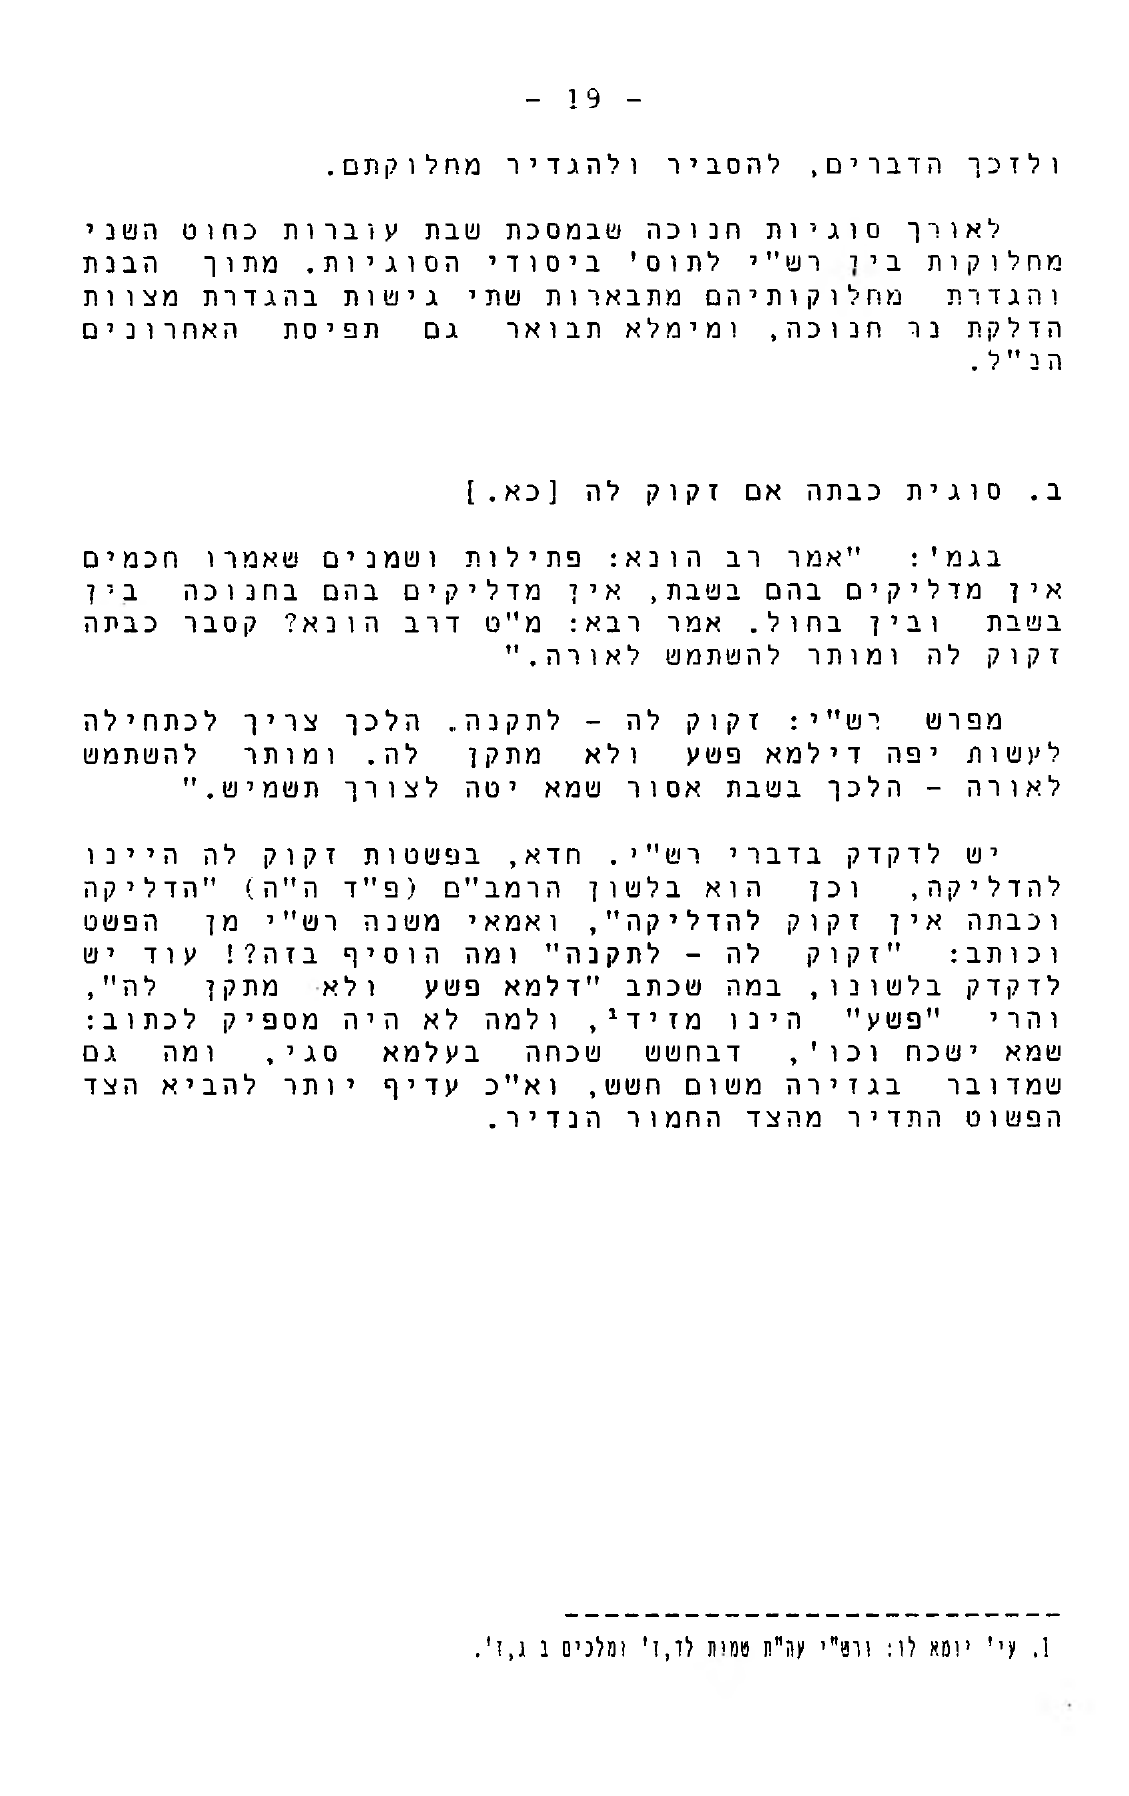 - 19 -
ולזכך הדברים, להסביר ולהגדיר מחלוקתם.
לאורך סוגיות חנוכה שבמסכת שבת עוברות כחוט השני
מחלוקות בין רש"י לתוס' ביסודי הסוגיות. מתוך הבנת
והגדרת מחלוקותיהם מתבארות שתי גישות בהגדרת מצוות
הדלקת נר חנוכה, ומימלא תבואר גם תפיסת האחרונים
הנ"ל.
ב. סוגית כבתה אם זקוק לה [כא.]
בגמ': "אמר רב הונא: פתילות ושמנים שאמרו חכמים
אין מדליקים בהם בשבת, אין מדליקים בהם בחנוכה בין
בשבת ובין בחול. אמר רבא: מ"ט דרב הונא? קסבר כבתה
זקוק לה ומותר להשתמש לאורה."
מפרש רש"י: זקוק לה - לתקנה. הלכך צריך לכתחילה
לעשות יפה דילמא פשע ולא מתקן לה. ומותר להשתמש
לאורה - הלכך בשבת אסור שמא יטה לצורך תשמיש."
יש לדקדק בדברי רש"י. חדא, בפשטות זקוק לה היינו
להדליקה, וכן הוא בלשון הרמב"ם (פ"ד ה"ה) "הדליקה
וכבתה אין זקוק להדליקה", ואמאי משנה רש"י מן הפשט
וכותב: "זקוק לה - לתקנה" ומה הוסיף בזה?! עוד יש
לדקדק בלשונו, במה שכתב "דלמא פשע ולא מתקן לה",
והרי "פשע" הינו מזיד¹, ולמה לא היה מספיק לכתוב:
שמא ישכח וכו', דבחשש שכחה בעלמא סגי, ומה גם
שמדובר בגזירה משום חשש, וא"כ עדיף יותר להביא הצד
הפשוט התדיר מהצד החמור הנדיר.
1. עי' יומא לו: ורש"י עה"ת שמות לד,ז' ומלכים ב ג,ז'.